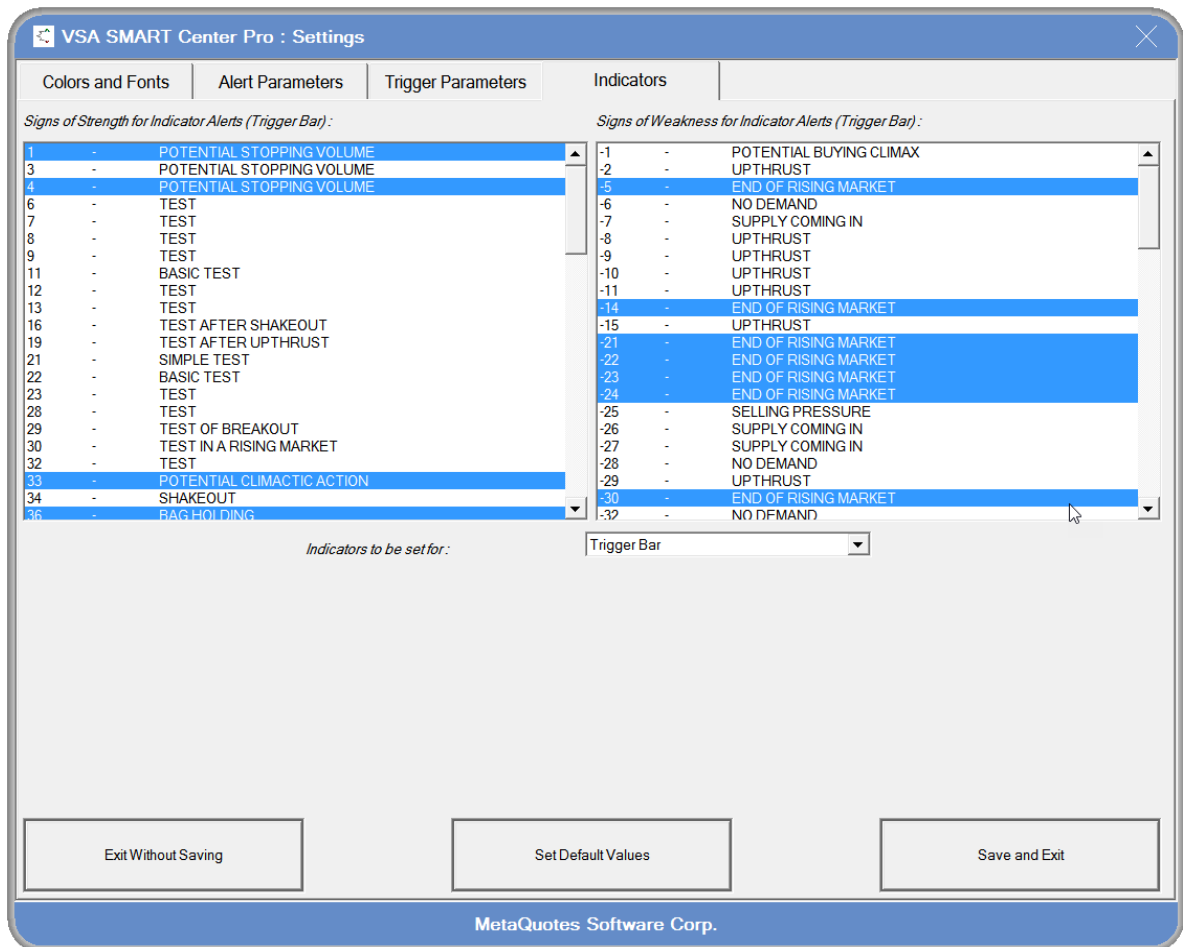 VSA SMART Center Pro : Settings
Colors and Fonts
Alert Parameters
Trigger Parameters
Indicators
Signs of Strength for Indicator Alerts (Trigger Bar) :
1 - POTENTIAL STOPPING VOLUME
3 - POTENTIAL STOPPING VOLUME
4 - POTENTIAL STOPPING VOLUME
6 - TEST
7 - TEST
8 - TEST
9 - TEST
11 - BASIC TEST
12 - TEST
13 - TEST
16 - TEST AFTER SHAKEOUT
19 - TEST AFTER UPTHRUST
21 - SIMPLE TEST
22 - BASIC TEST
23 - TEST
28 - TEST
29 - TEST OF BREAKOUT
30 - TEST IN A RISING MARKET
32 - TEST
33 - POTENTIAL CLIMACTIC ACTION
34 - SHAKEOUT
36 - BAG HOLDING
Signs of Weakness for Indicator Alerts (Trigger Bar) :
-1 - POTENTIAL BUYING CLIMAX
-2 - UPTHRUST
-5 - END OF RISING MARKET
-6 - NO DEMAND
-7 - SUPPLY COMING IN
-8 - UPTHRUST
-9 - UPTHRUST
-10 - UPTHRUST
-11 - UPTHRUST
-14 - END OF RISING MARKET
-15 - UPTHRUST
-21 - END OF RISING MARKET
-22 - END OF RISING MARKET
-23 - END OF RISING MARKET
-24 - END OF RISING MARKET
-25 - SELLING PRESSURE
-26 - SUPPLY COMING IN
-27 - SUPPLY COMING IN
-28 - NO DEMAND
-29 - UPTHRUST
-30 - END OF RISING MARKET
-32 - NO DEMAND
Indicators to be set for :
Trigger Bar
Exit Without Saving
Set Default Values
Save and Exit
MetaQuotes Software Corp.